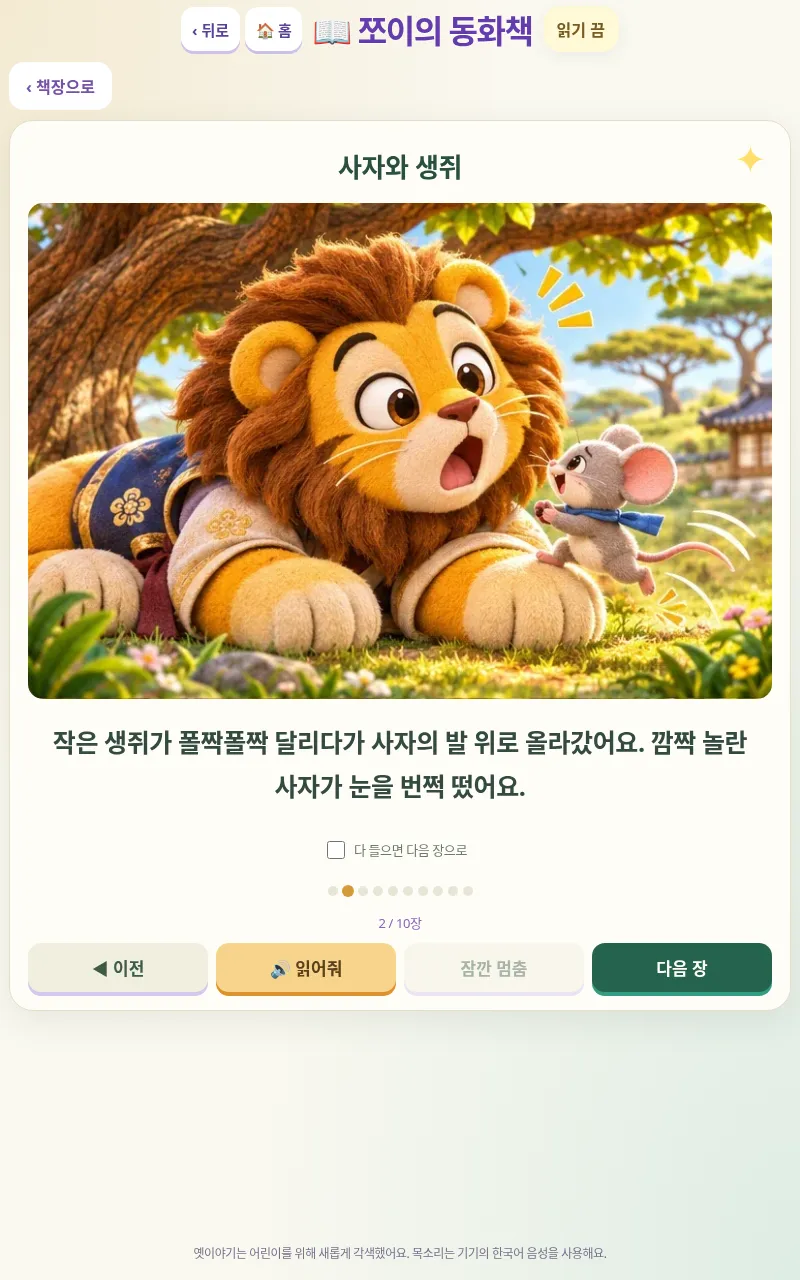 ‹ 뒤로
🏠 홈
📖 쪼이의 동화책
읽기 끝
‹ 책장으로
사자와 생쥐
작은 생쥐가 폴짝폴짝 달리다가 사자의 발 위로 올라갔어요. 깜짝 놀란
사자가 눈을 번쩍 떴어요.
다 들으면 다음 장으로
2 / 10장
◀ 이전
🔊 읽어줘
잠깐 멈춤
다음 장
옛이야기는 어린이를 위해 새롭게 각색했어요. 목소리는 기기의 한국어 음성을 사용해요.